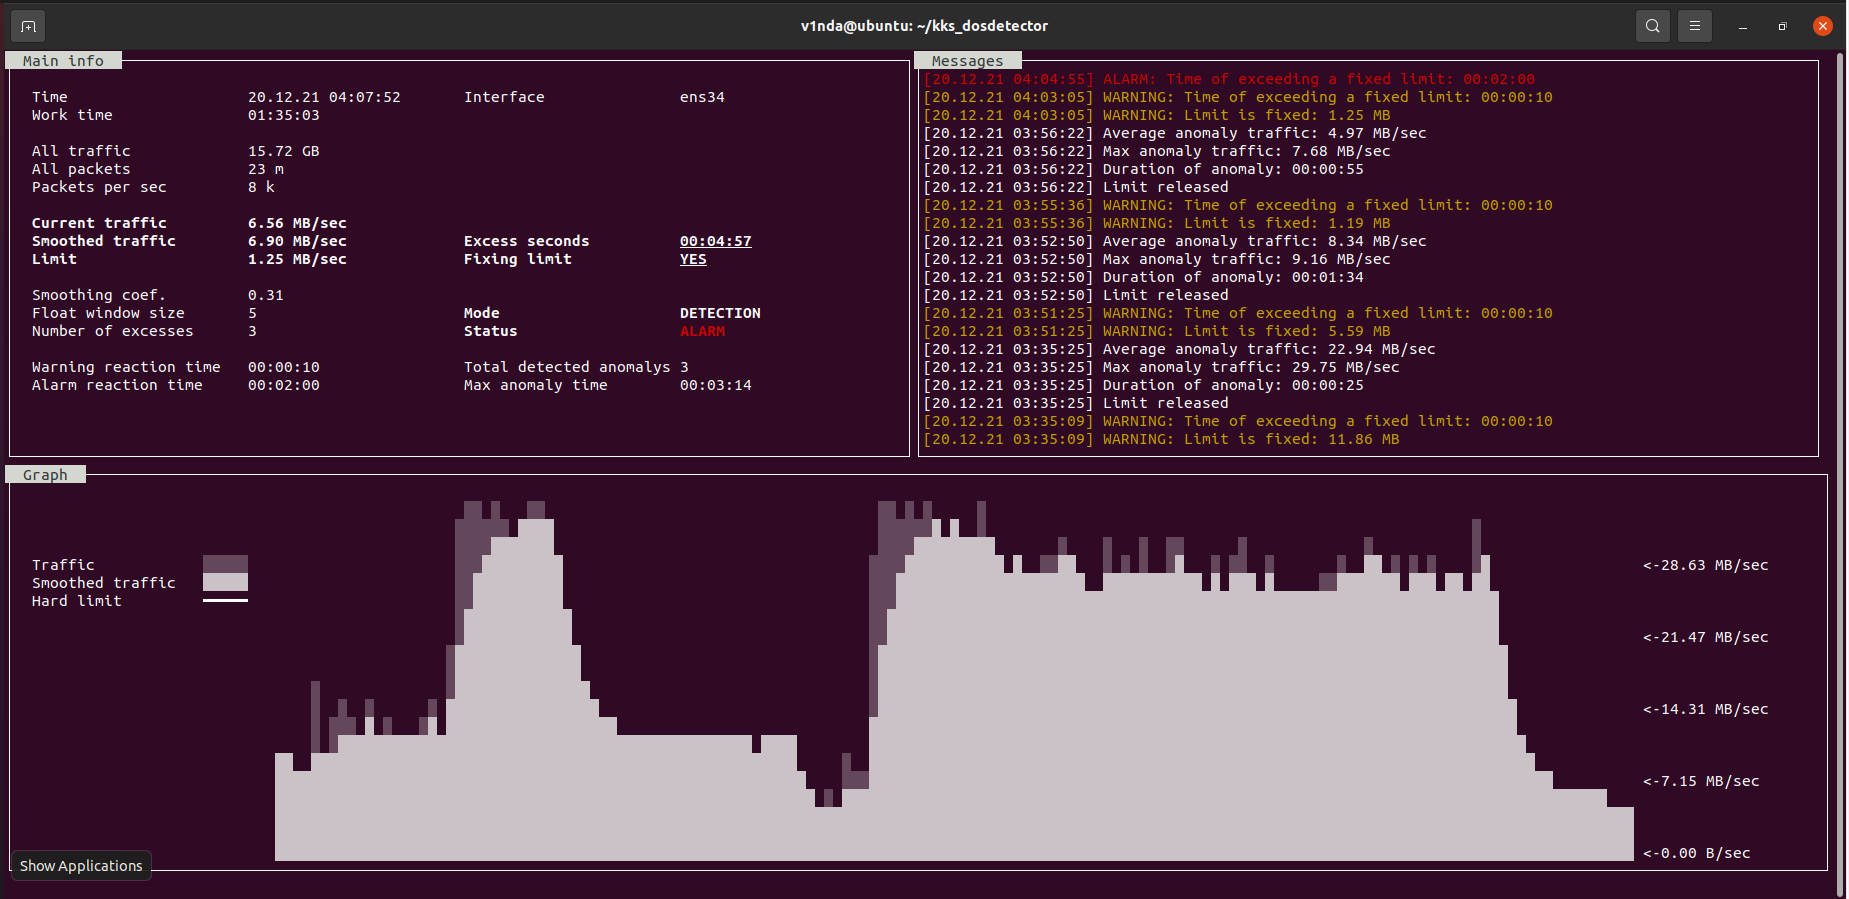 v1nda@ubuntu: ~/kks_dosdetector
Main info
Time 20.12.21 04:07:52 Interface ens34
Work time 01:35:03
All traffic 15.72 GB
All packets 23 m
Packets per sec 8 k
Current traffic 6.56 MB/sec
Smoothed traffic 6.90 MB/sec Excess seconds 00:04:57
Limit 1.25 MB/sec Fixing limit YES
Smoothing coef. 0.31
Float window size 5 Mode DETECTION
Number of excesses 3 Status ALARM
Warning reaction time 00:00:10 Total detected anomalys 3
Alarm reaction time 00:02:00 Max anomaly time 00:03:14
Messages
[20.12.21 04:04:55] ALARM: Time of exceeding a fixed limit: 00:02:00
[20.12.21 04:03:05] WARNING: Time of exceeding a fixed limit: 00:00:10
[20.12.21 04:03:05] WARNING: Limit is fixed: 1.25 MB
[20.12.21 03:56:22] Average anomaly traffic: 4.97 MB/sec
[20.12.21 03:56:22] Max anomaly traffic: 7.68 MB/sec
[20.12.21 03:56:22] Duration of anomaly: 00:00:55
[20.12.21 03:56:22] Limit released
[20.12.21 03:55:36] WARNING: Time of exceeding a fixed limit: 00:00:10
[20.12.21 03:55:36] WARNING: Limit is fixed: 1.19 MB
[20.12.21 03:52:50] Average anomaly traffic: 8.34 MB/sec
[20.12.21 03:52:50] Max anomaly traffic: 9.16 MB/sec
[20.12.21 03:52:50] Duration of anomaly: 00:01:34
[20.12.21 03:52:50] Limit released
[20.12.21 03:51:25] WARNING: Time of exceeding a fixed limit: 00:00:10
[20.12.21 03:51:25] WARNING: Limit is fixed: 5.59 MB
[20.12.21 03:35:25] Average anomaly traffic: 22.94 MB/sec
[20.12.21 03:35:25] Max anomaly traffic: 29.75 MB/sec
[20.12.21 03:35:25] Duration of anomaly: 00:00:25
[20.12.21 03:35:25] Limit released
[20.12.21 03:35:09] WARNING: Time of exceeding a fixed limit: 00:00:10
[20.12.21 03:35:09] WARNING: Limit is fixed: 11.86 MB
Graph
Traffic
Smoothed traffic
Hard limit
<-28.63 MB/sec
<-21.47 MB/sec
<-14.31 MB/sec
<-7.15 MB/sec
<-0.00 B/sec
Show Applications